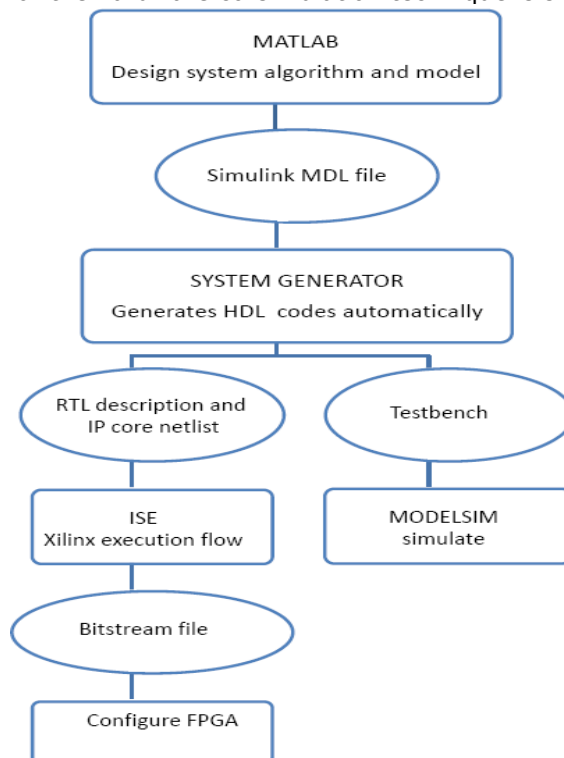 MATLAB
Design system algorithm and model
Simulink MDL file
SYSTEM GENERATOR
Generates HDL codes automatically
RTL description and
IP core netlist
Testbench
ISE
Xilinx execution flow
MODELSIM
simulate
Bitstream file
Configure FPGA